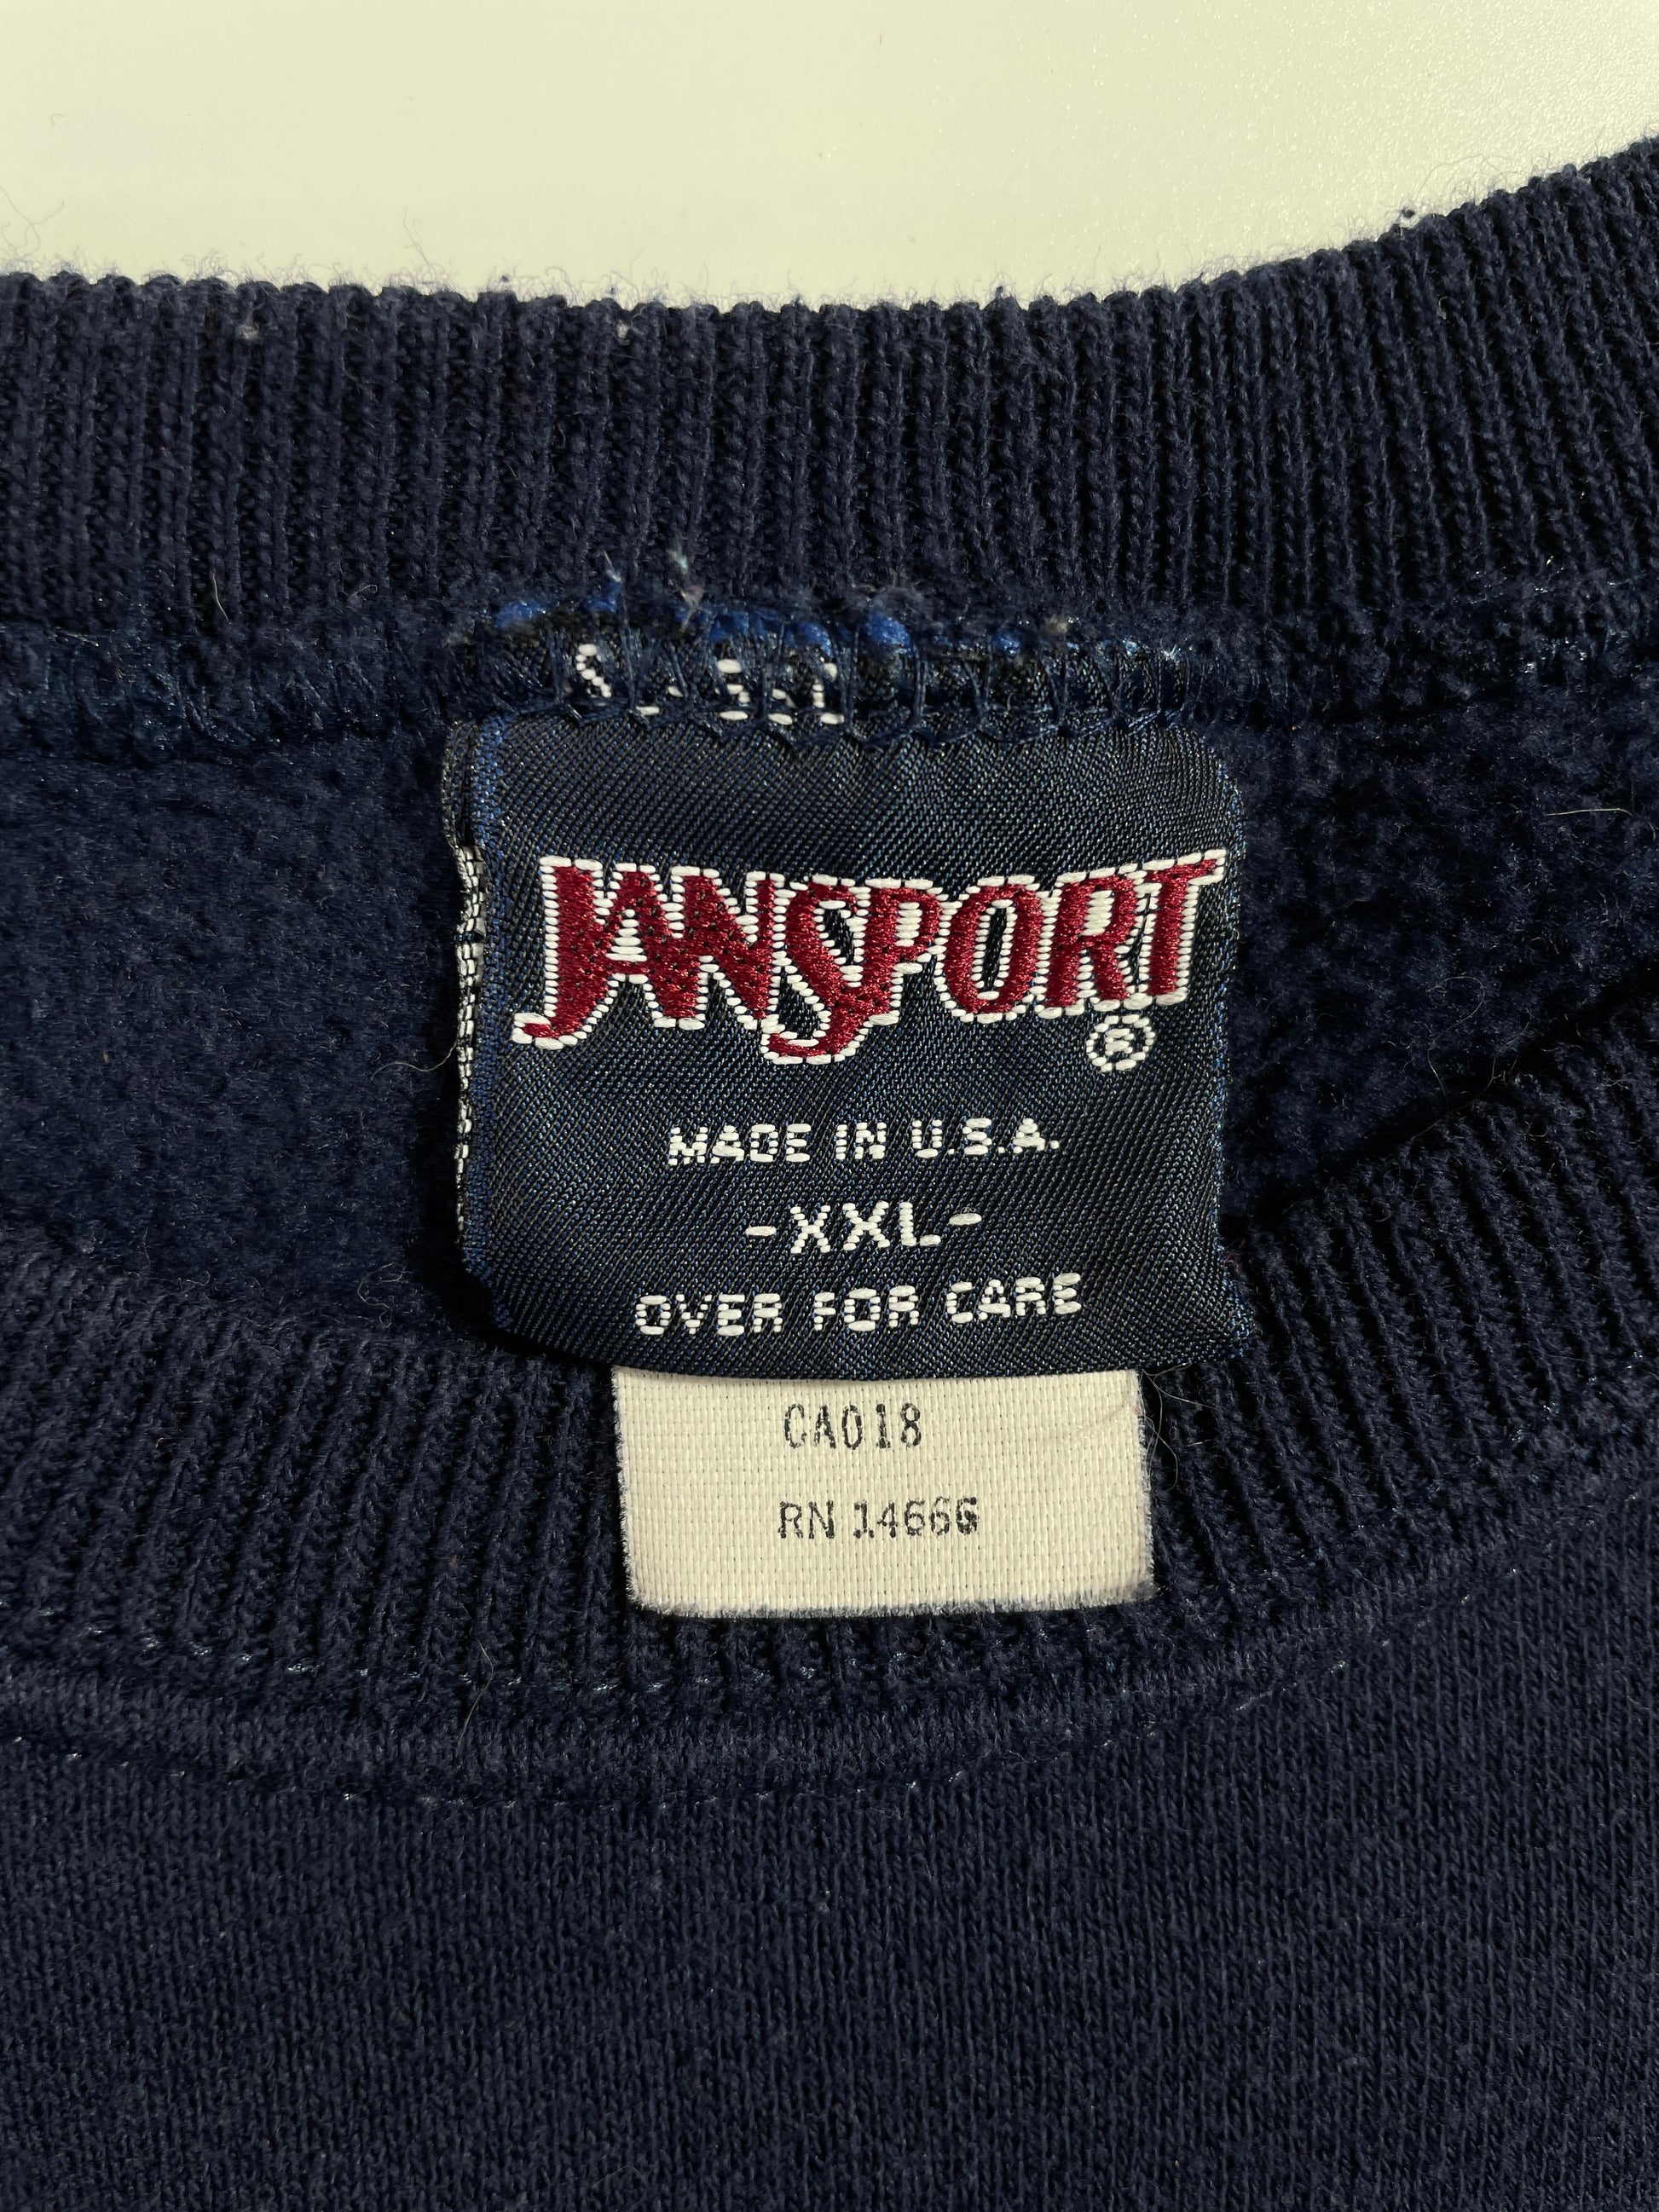 JANSPORT
®
MADE IN U.S.A.
-XXL-
OVER FOR CARE
CA018
RN 14666